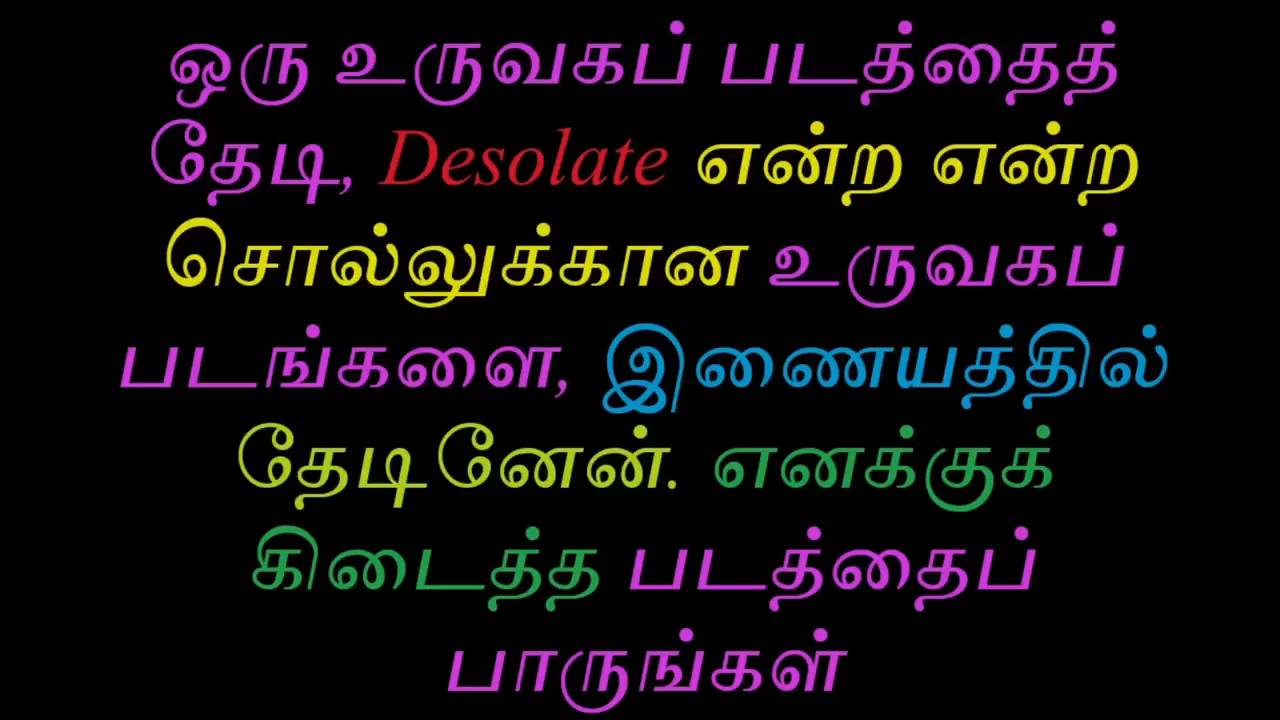 ஒரு உருவகப் படத்தைத்
தேடி, Desolate என்ற என்ற
சொல்லுக்கான உருவகப்
படங்களை, இணையத்தில்
தேடினேன். எனக்குக்
கிடைத்த படத்தைப்
பாருங்கள்